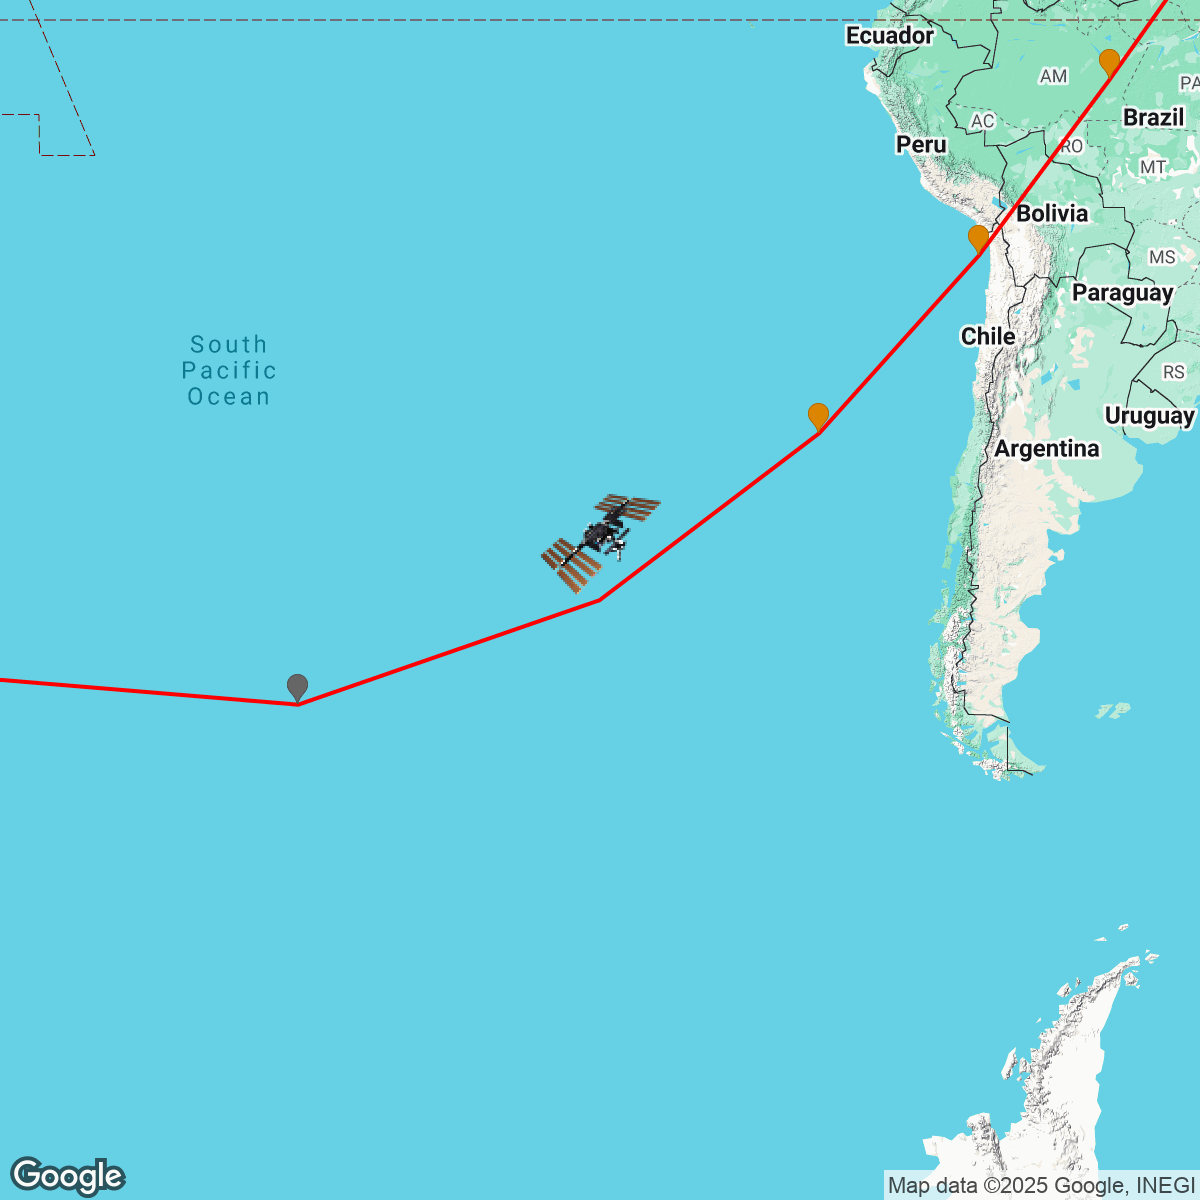 Ecuador
AM
PA
Brazil
AC
Peru
RO
MT
Bolivia
MS
Paraguay
Chile
South
Pacific
Ocean
RS
Uruguay
Argentina
Google
Map data ©2025 Google, INEGI